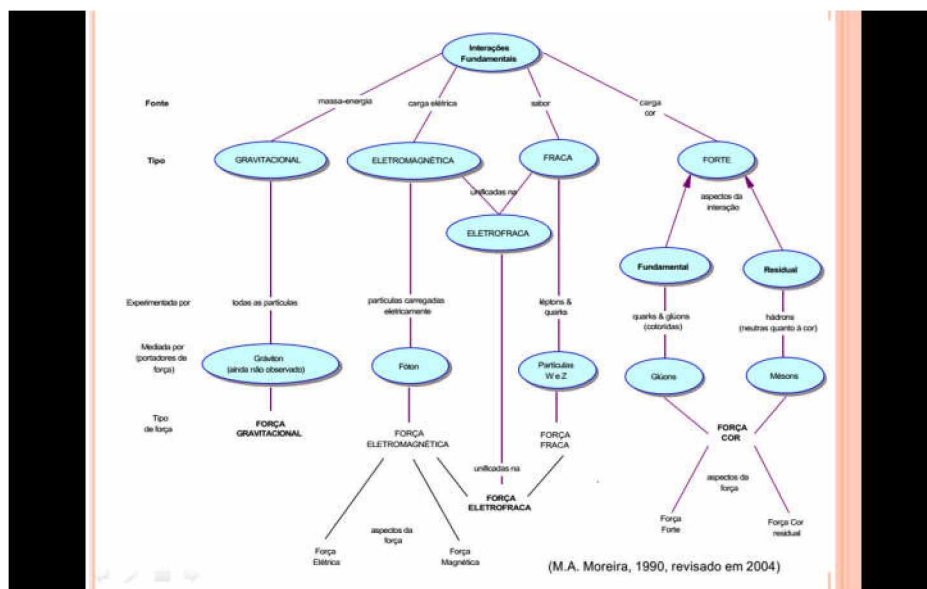 Interações
Fundamentais
Fonte
massa-energia
carga elétrica
sabor
carga
cor
Tipo
GRAVITACIONAL
ELETROMAGNÉTICA
FRACA
FORTE
unificadas na
aspectos da
interação
ELETROFRACA
Fundamental
Residual
Experimentada por
todas as partículas
partículas carregadas
eletricamente
léptons &
quarks
quarks & glúons
(coloridas)
hádrons
(neutras quanto à cor)
Mediada por
(portadores de
força)
Gráviton
(ainda não observado)
Fóton
Partículas
W e Z
Glúons
Mésons
Tipo
de força
FORÇA
GRAVITACIONAL
FORÇA
ELETROMAGNÉTICA
FORÇA
FRACA
FORÇA
COR
unificadas na
FORÇA
ELETROFRACA
aspectos da
força
aspectos da
força
Força
Elétrica
Força
Magnética
Força
Forte
Força Cor
residual
(M.A. Moreira, 1990, revisado em 2004)